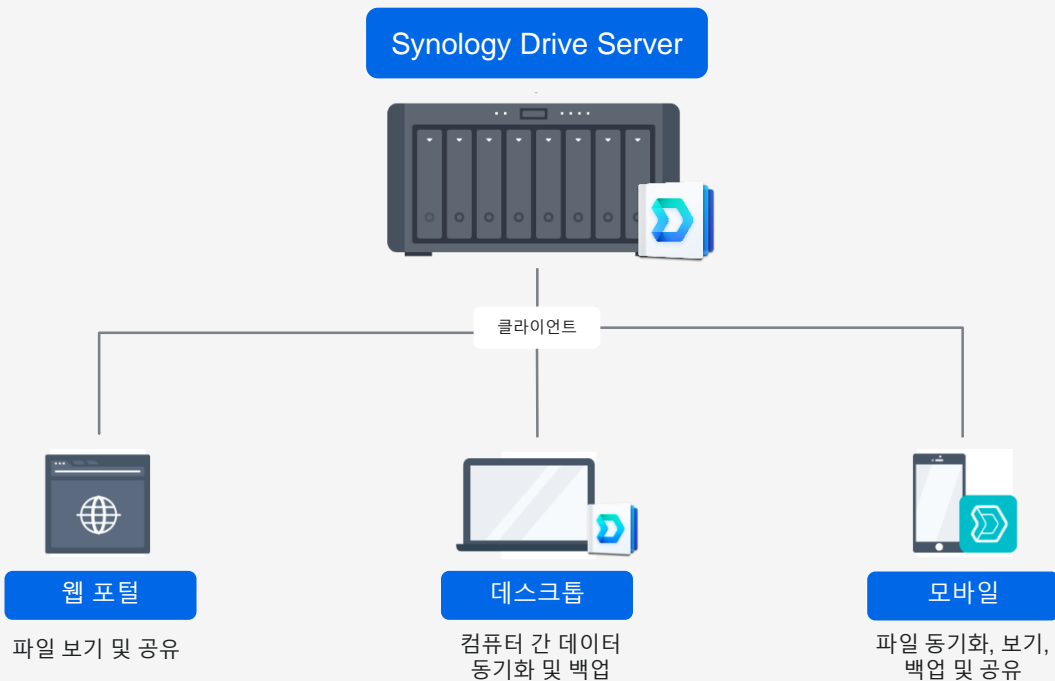 Synology Drive Server
클라이언트
웹 포털
파일 보기 및 공유
데스크톱
컴퓨터 간 데이터
동기화 및 백업
모바일
파일 동기화, 보기,
백업 및 공유